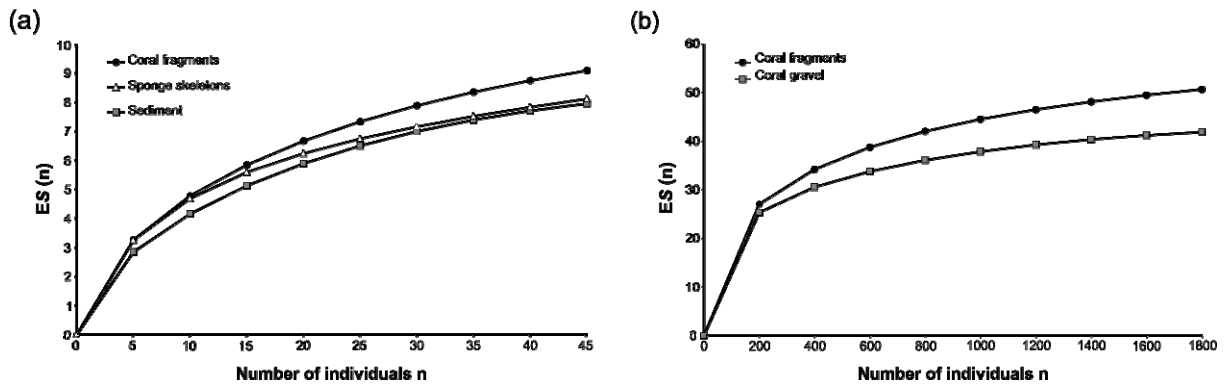 (a)
10
9
8
7
6
5
4
3
2
1
0
ES (n)
Coral fragments
Sponge skeletons
Sediment
0 5 10 15 20 25 30 35 40 45
Number of individuals n
(b)
60
50
40
30
20
10
0
ES (n)
Coral fragments
Coral gravel
0 200 400 600 800 1000 1200 1400 1600 1800
Number of individuals n